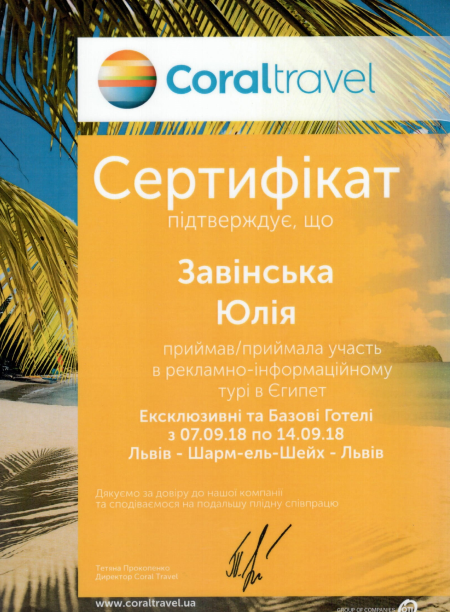 Coraltravel
Сертифікат
підтверджує, що
Завінська
Юлія
приймав/приймала участь
в рекламно-інформаційному
турі в Єгипет
Ексклюзивні та Базові Готелі
з 07.09.18 по 14.09.18
Львів - Шарм-ель-Шейх - Львів
Дякуємо за довіру до нашої компанії
та сподіваємося на подальшу плідну співпрацю
Тетяна Прокопенко
Директор Coral Travel
www.coraltravel.ua
GROUP OF COMPANIES OTI